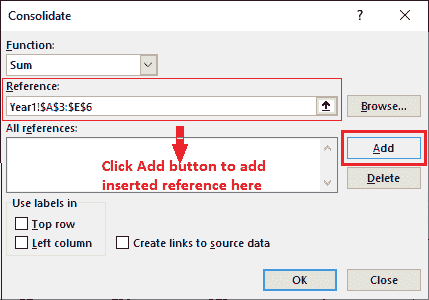 Consolidate
?
Function:
Sum
Reference:
Year1!$A$3:$E$6
Browse...
All references:
Add
Click Add button to add
inserted reference here
Delete
Use labels in
Top row
Left column
Create links to source data
OK
Close